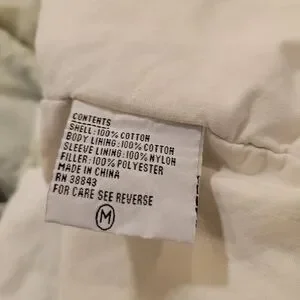 CONTENTS
SHELL:100% COTTON
BODY LINING:100% COTTON
SLEEVE LINING:100% NYLON
FILLER:100% POLYESTER
MADE IN CHINA
RN 38843
FOR CARE SEE REVERSE
M